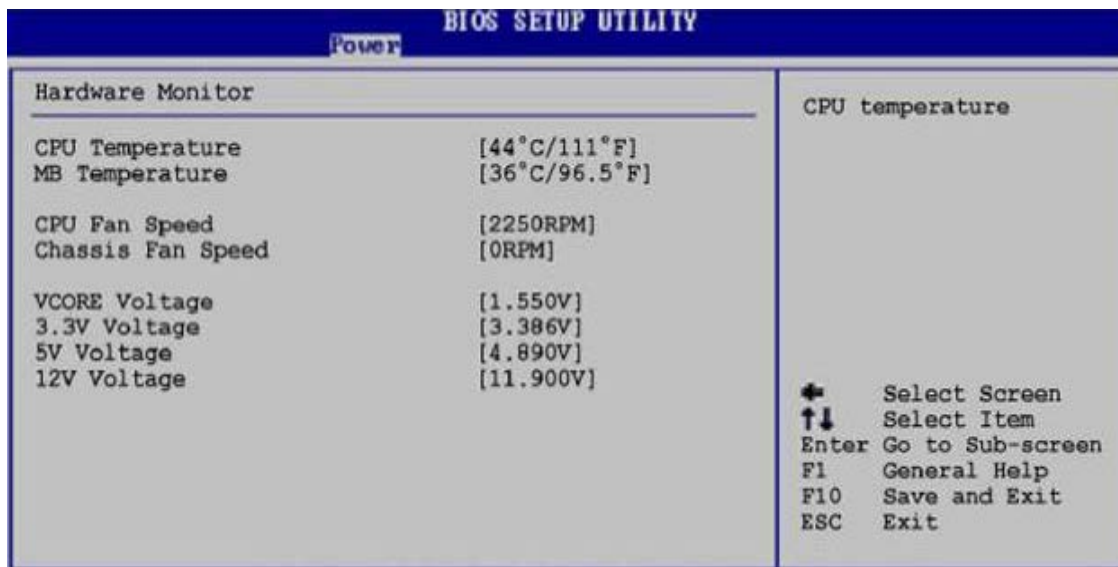 BIOS SETUP UTILITY
Power
Hardware Monitor
CPU Temperature [44°C/111°F]
MB Temperature [36°C/96.5°F]
CPU Fan Speed [2250RPM]
Chassis Fan Speed [0RPM]
VCORE Voltage [1.550V]
3.3V Voltage [3.386V]
5V Voltage [4.890V]
12V Voltage [11.900V]
CPU temperature
Select Screen
↑↓ Select Item
Enter Go to Sub-screen
F1 General Help
F10 Save and Exit
ESC Exit